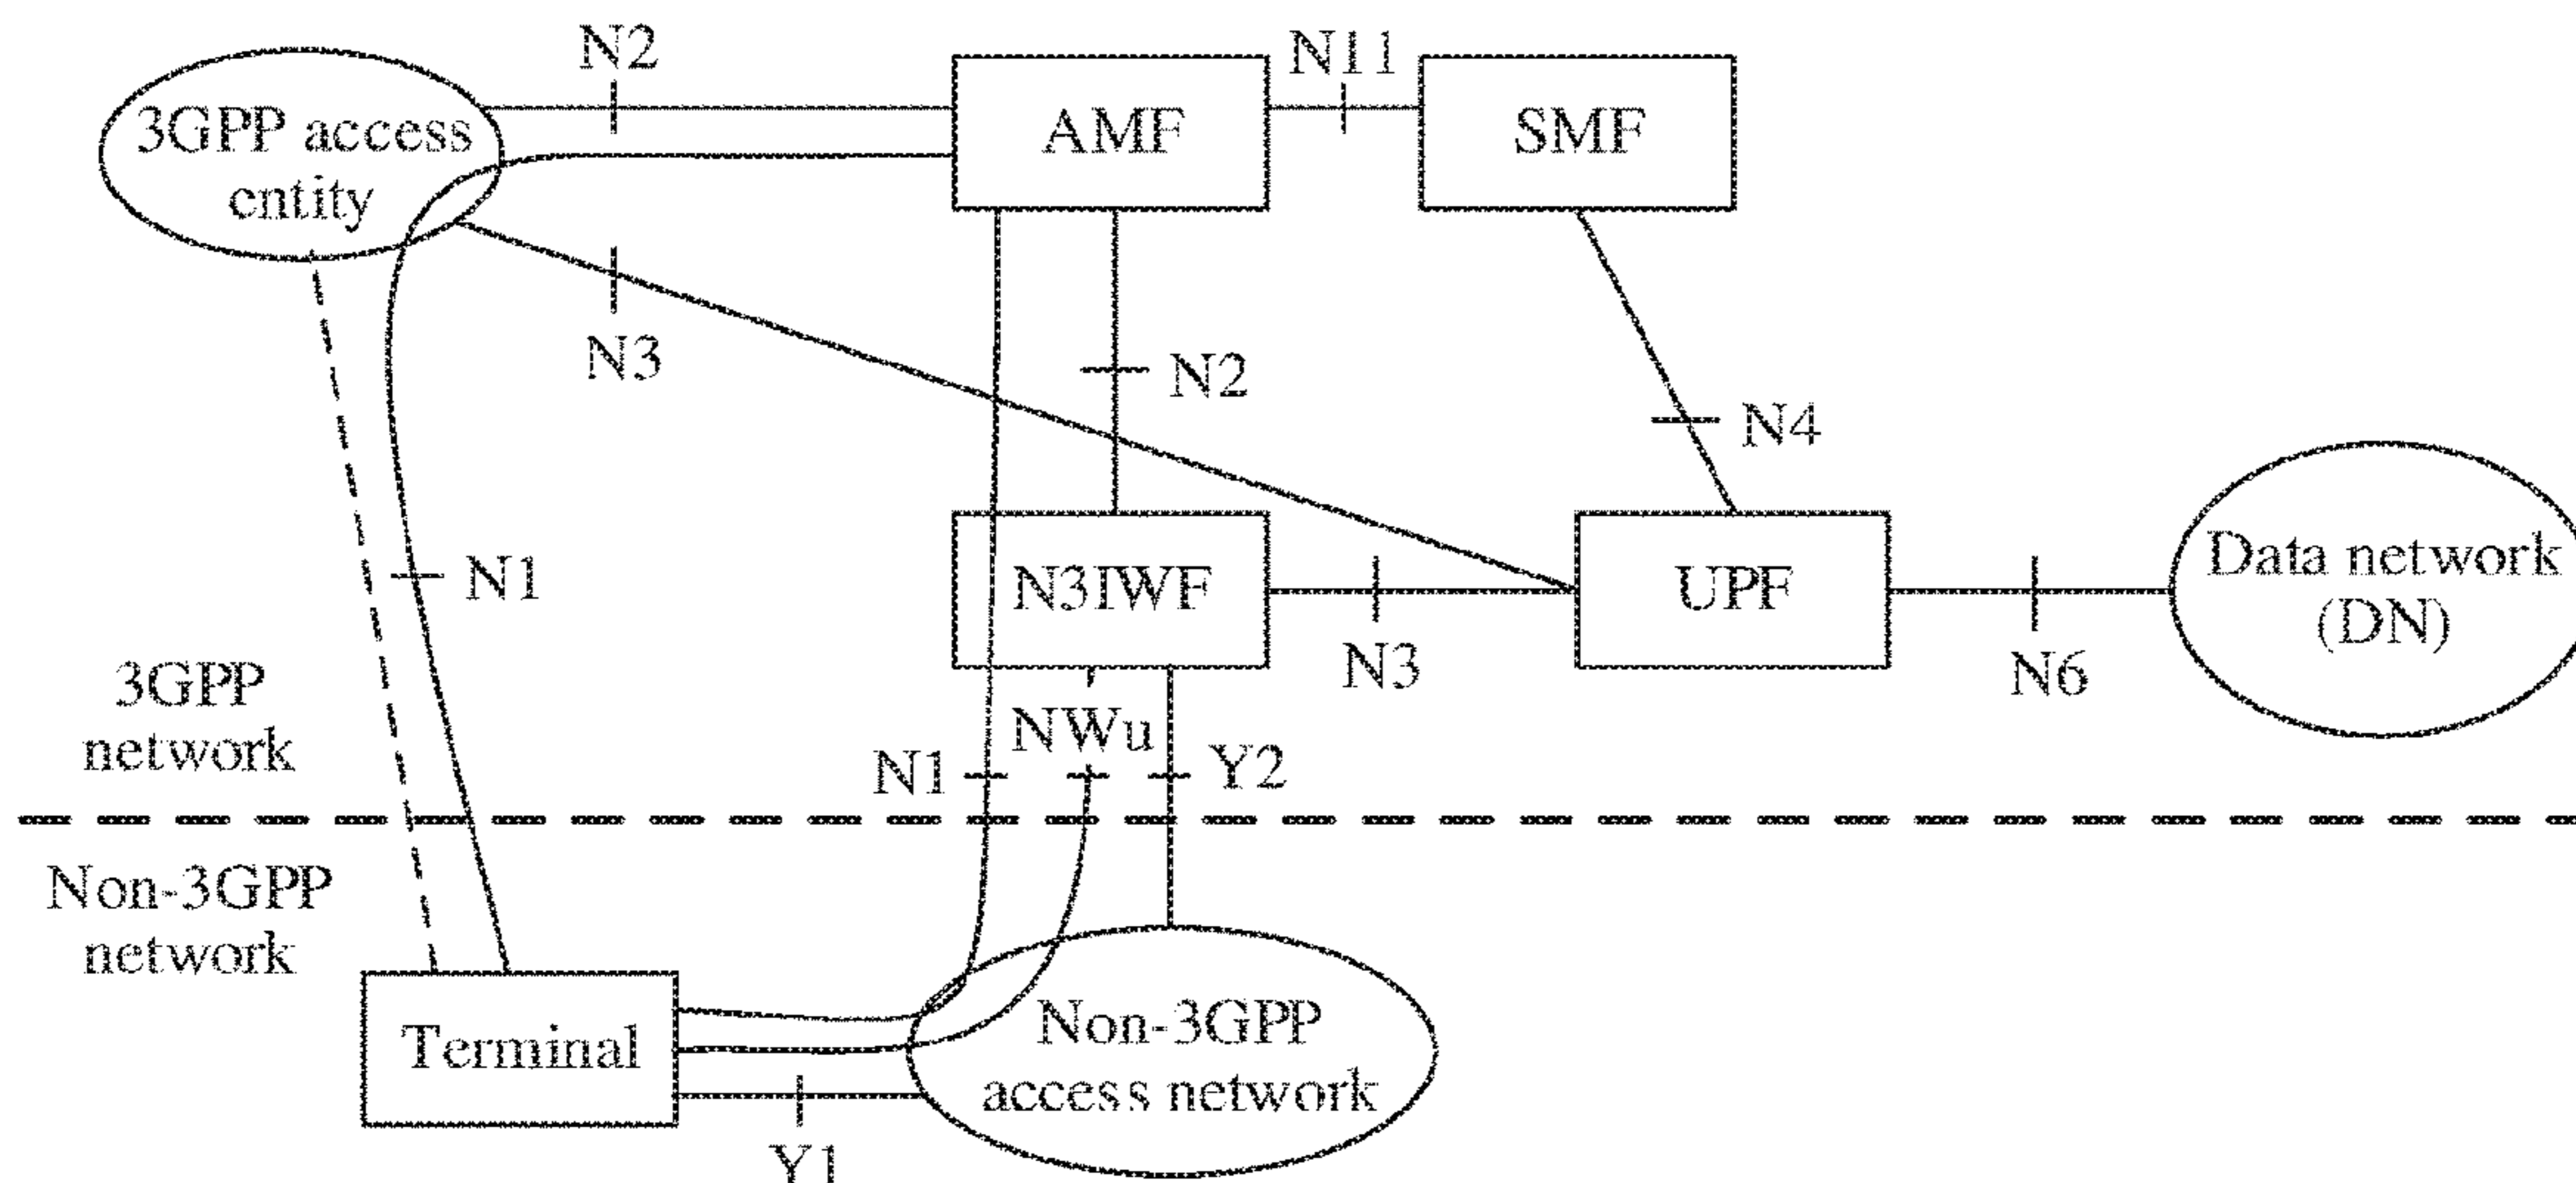 N2
N11
3GPP access
entity
AMF
SMF
N3
N2
N4
N1
N3IWF
UPF
Data network
(DN)
N3
N6
3GPP
network
NWu
N1
Y2
Non-3GPP
network
Terminal
Non-3GPP
access network
Y1